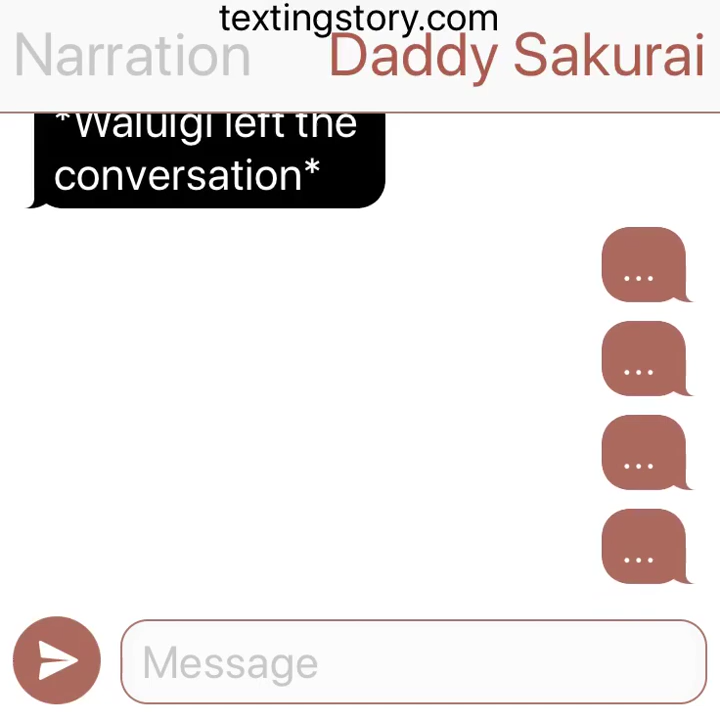 textingstory.com
Narration Daddy Sakurai
*Waluigi left the
conversation*
...
...
...
...
Message